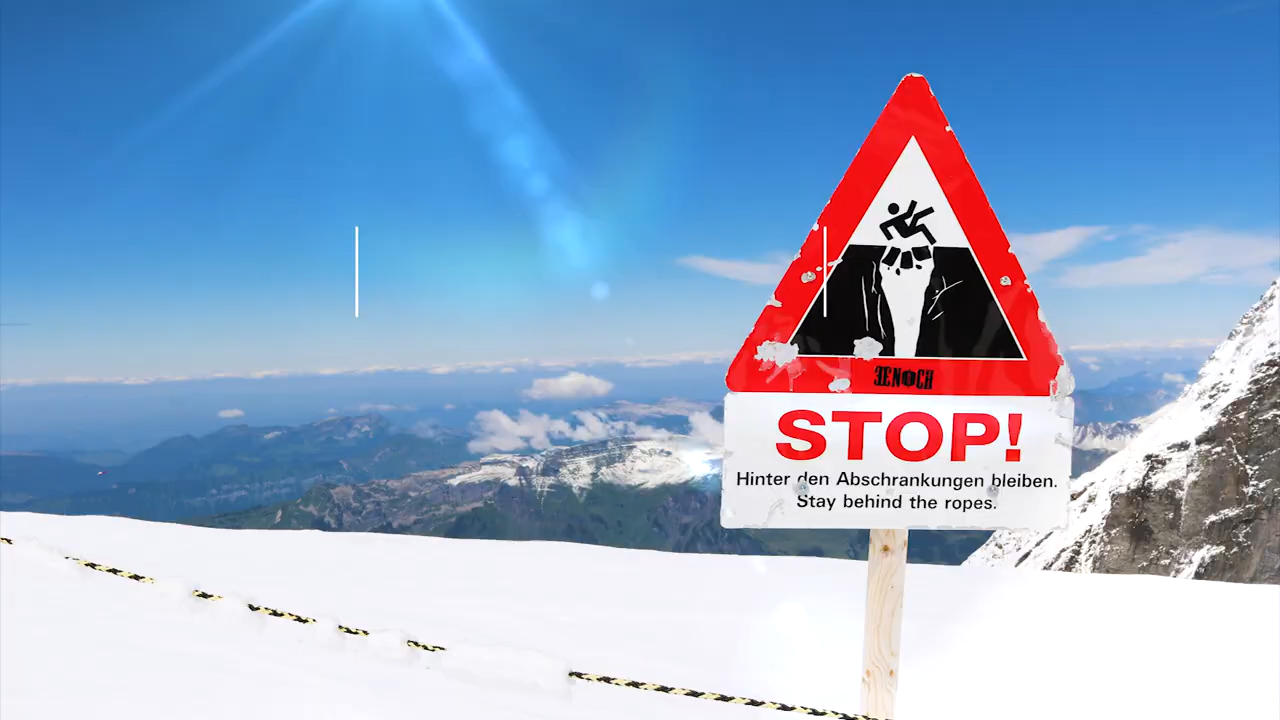 STOP!
Hinter den Abschrankungen bleiben.
Stay behind the ropes.